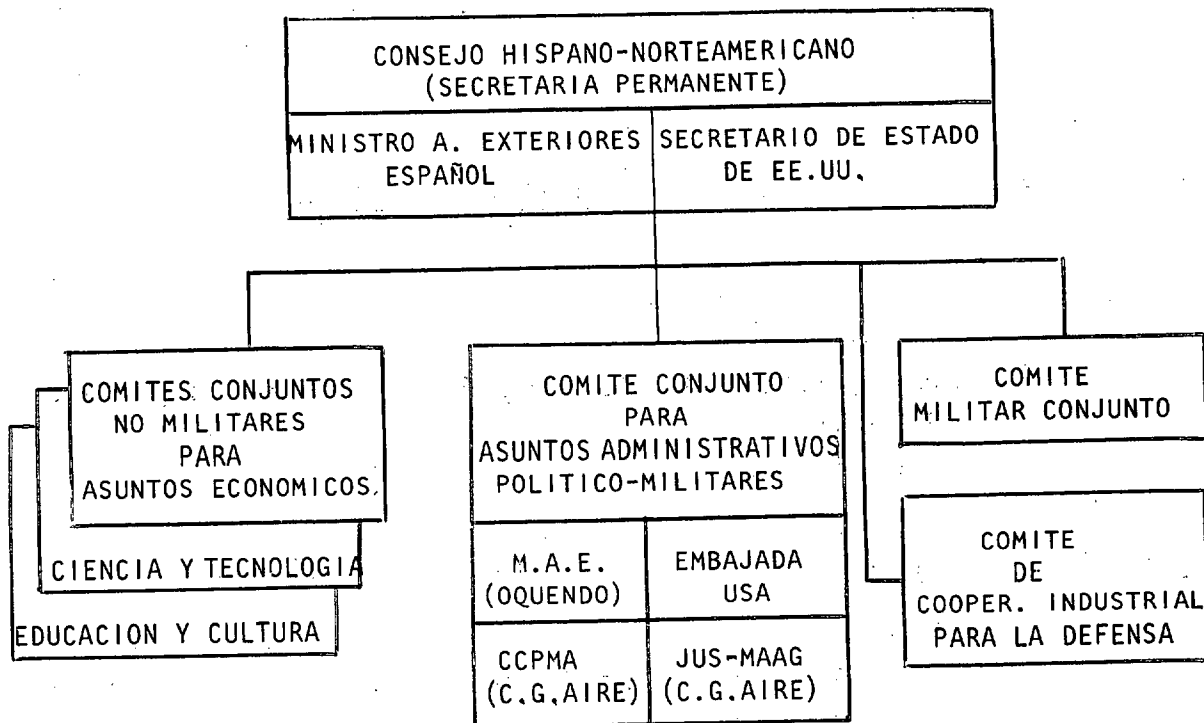 CONSEJO HISPANO-NORTEAMERICANO
(SECRETARIA PERMANENTE)
MINISTRO A. EXTERIORES
ESPAÑOL
SECRETARIO DE ESTADO
DE EE.UU.
COMITES CONJUNTOS
NO MILITARES
PARA
ASUNTOS ECONOMICOS.
CIENCIA Y TECNOLOGIA
EDUCACION Y CULTURA
COMITE CONJUNTO
PARA
ASUNTOS ADMINISTRATIVOS
POLITICO-MILITARES
M.A.E.
(OQUENDO)
EMBAJADA
USA
CCPMA
(C.G.AIRE)
JUS-MAAG
(C.G.AIRE)
COMITE
MILITAR CONJUNTO
COMITE
DE
COOPER. INDUSTRIAL
PARA LA DEFENSA